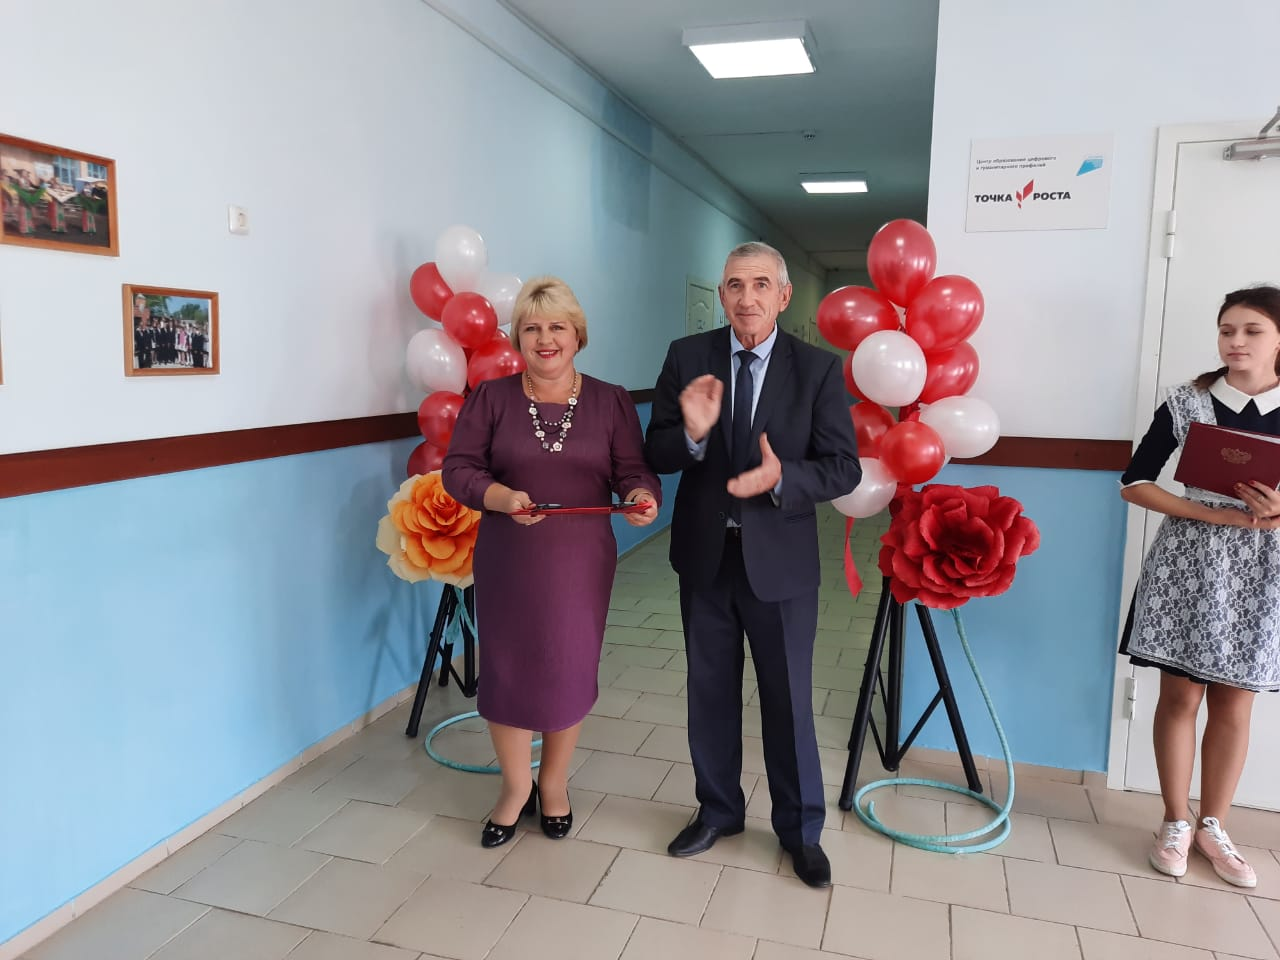 Центр образования цифрового
и гуманитарного профилей
ТОЧКА РОСТА